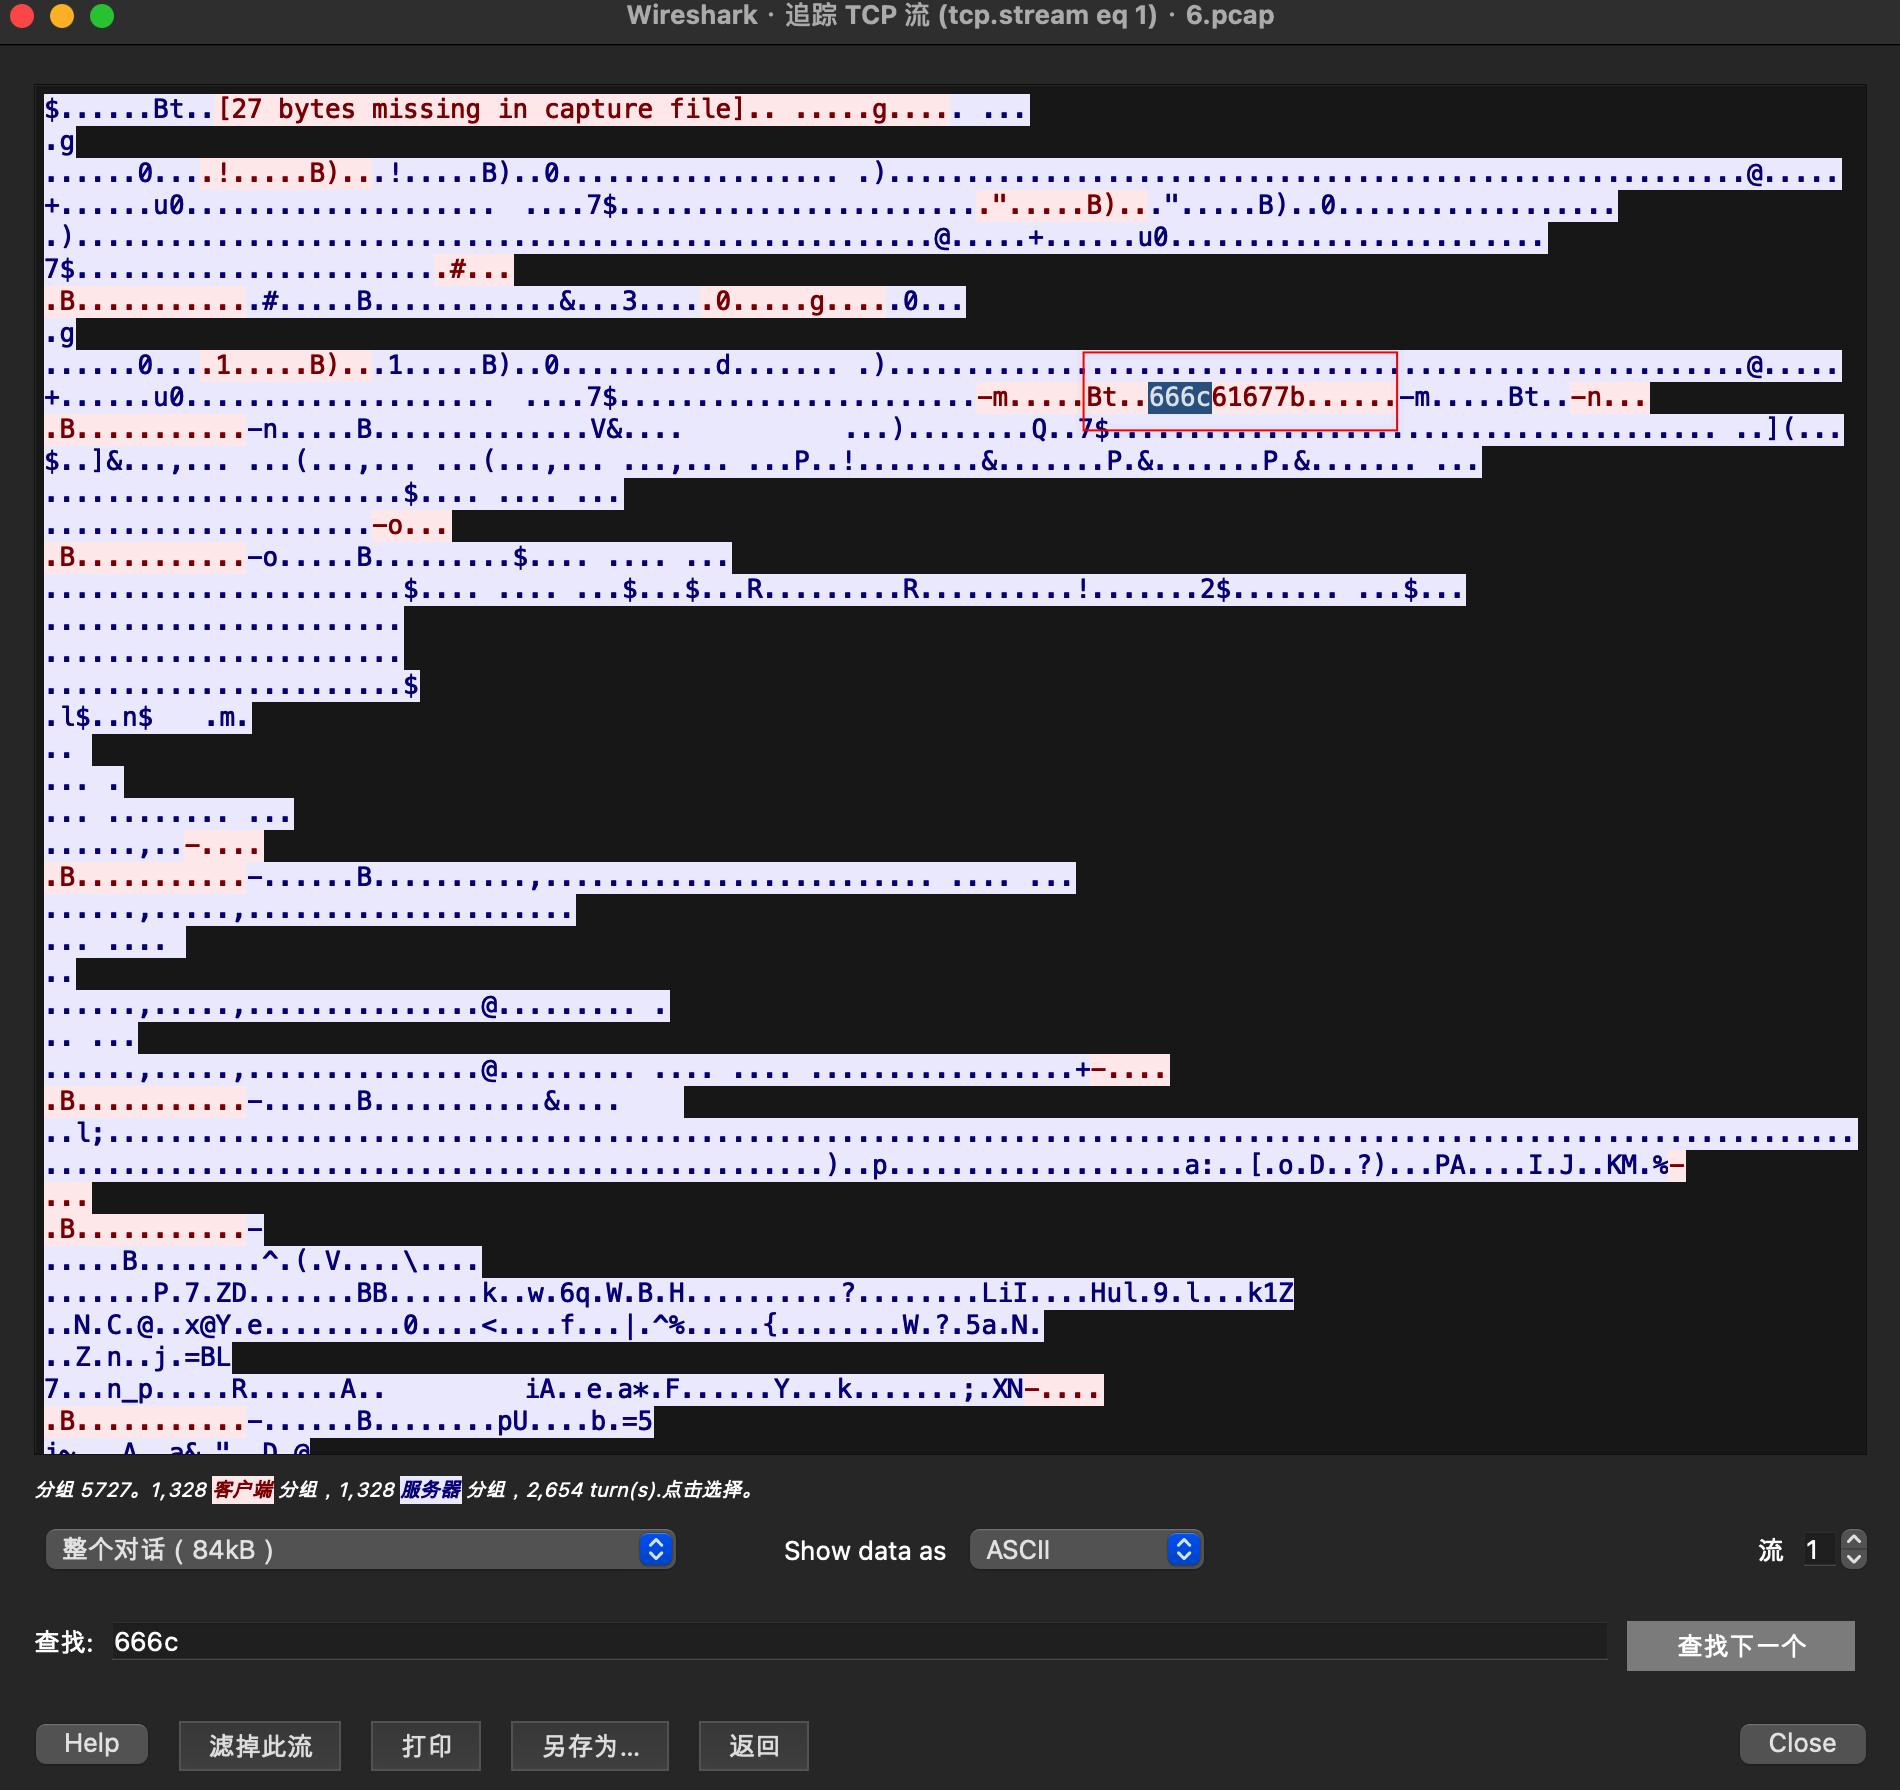 Wireshark · 追踪 TCP 流 (tcp.stream eq 1) · 6.pcap
$......Bt..[27 bytes missing in capture file].. .....g..... ...
.g
......0....!.....B)...!.....B)..0.................. .).......................................................@.....
+......u0.................... ....7$........................".....B)...".....B)..0..................
.).......................................................@.....+......u0........................
7$........................#...
.B............#.....B............&...3.....0.....g.....0...
.g
......0....1.....B)...1.....B)..0..........d....... .).......................................................@.....
+......u0.................... ....7$.......................-m.....Bt..666c61677b......-m.....Bt..-n...
.B...........-n.....B..............V&.... ...)........Q..7$....................................... ..](...
$..]&...,... ...(...,... ...(...,... ...,... ...P..!........&.......P.&.......P.&....... ...
.......................$.... .... ...
.....................-o...
.B...........-o.....B.........$.... .... ...
.......................$.... .... ...$...$...R.........R..........!.......2$....... ...$...
.......................
.......................
.......................$
.l$..n$ .m.
..
... .
... ........ ...
......,..-....
.B...........-......B..........,......................... .... ...
......,.....,.....................
... ....
..
......,.....,...............@......... .
.. ...
......,.....,...............@......... .... .... .................+-....
.B...........-......B...........&....
..l;................................................................................................................
..................................................)..p...................a:..[.o.D..?)...PA....I.J..KM.%-
...
.B...........-
.....B........^.(.V....\....
.......P.7.ZD.......BB......k..w.6q.W.B.H..........?........LiI....Hul.9.l...k1Z
..N.C.@..x@Y.e.........0....<....f...|.^%.....{........W.?.5a.N.
..Z.n..j.=BL
7...n_p.....R......A.. iA..e.a*.F......Y...k.......;.XN-....
.B...........-......B........pU....b.=5
分组 5727。1,328 客户端 分组，1,328 服务器 分组，2,654 turn(s).点击选择。
整个对话（84kB） Show data as ASCII 流 1
查找: 666c 查找下一个
Help 滤掉此流 打印 另存为... 返回 Close